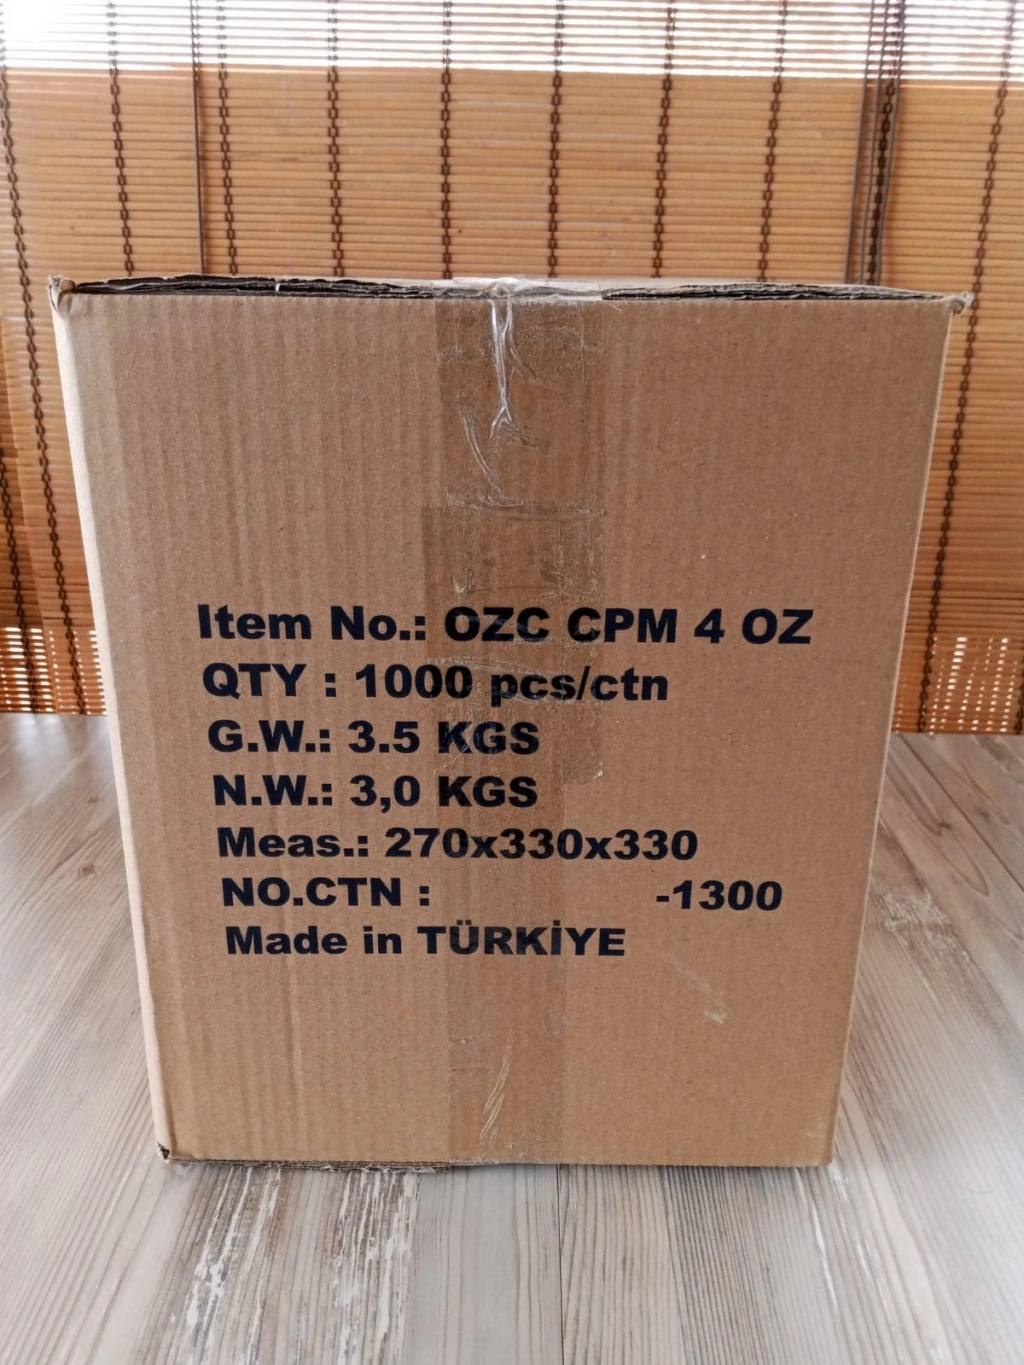 Item No.: OZC CPM 4 OZ
QTY : 1000 pcs/ctn
G.W.: 3.5 KGS
N.W.: 3,0 KGS
Meas.: 270x330x330
NO.CTN : -1300
Made in TÜRKİYE